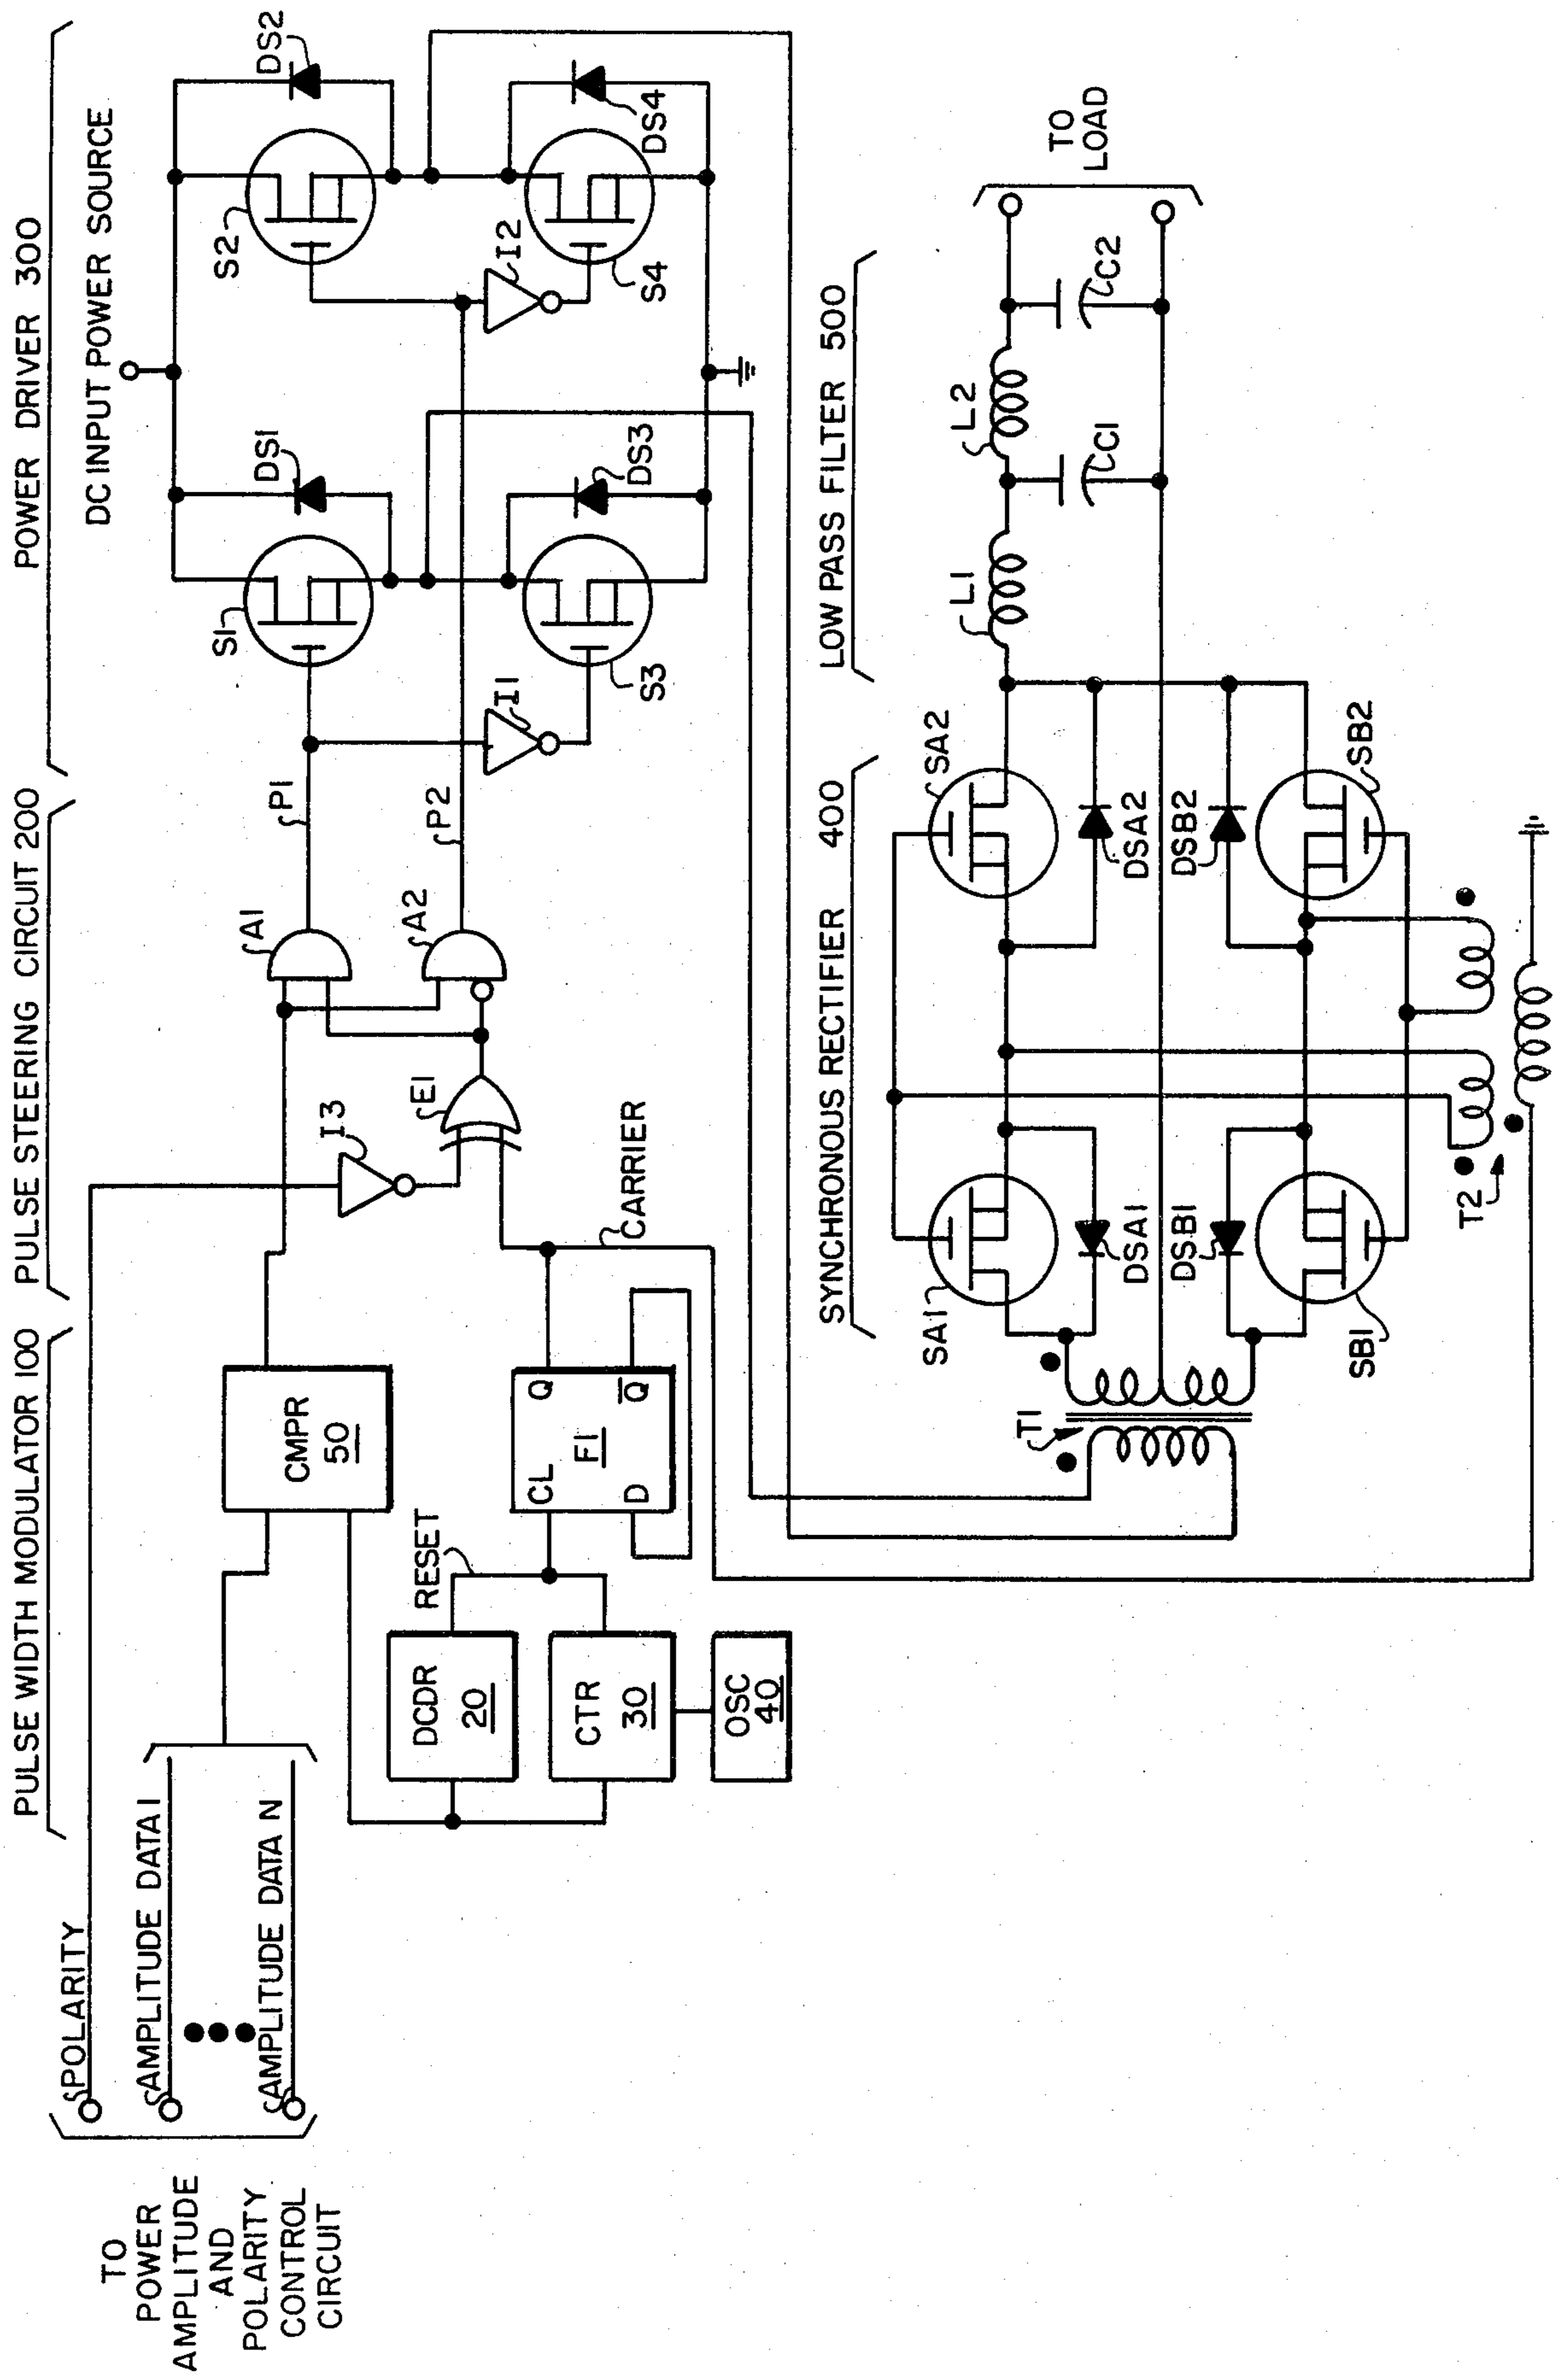 TO
POWER
AMPLITUDE
AND
POLARITY
CONTROL
CIRCUIT
POLARITY
AMPLITUDE DATA 1
AMPLITUDE DATA N
PULSE WIDTH MODULATOR 100
CMPR
50
DCDR
20
CTR
30
OSC
40
RESET
CL
Q
F1
D
Q̅
CARRIER
PULSE STEERING CIRCUIT 200
I3
E1
A1
A2
P1
P2
POWER DRIVER 300
DC INPUT POWER SOURCE
S1
DS1
S2
DS2
I1
S3
DS3
I2
S4
DS4
SYNCHRONOUS RECTIFIER 400
T1
SA1
DSA1
SA2
DSA2
DSB1
SB1
DSB2
SB2
T2
LOW PASS FILTER 500
L1
L2
C1
C2
TO
LOAD